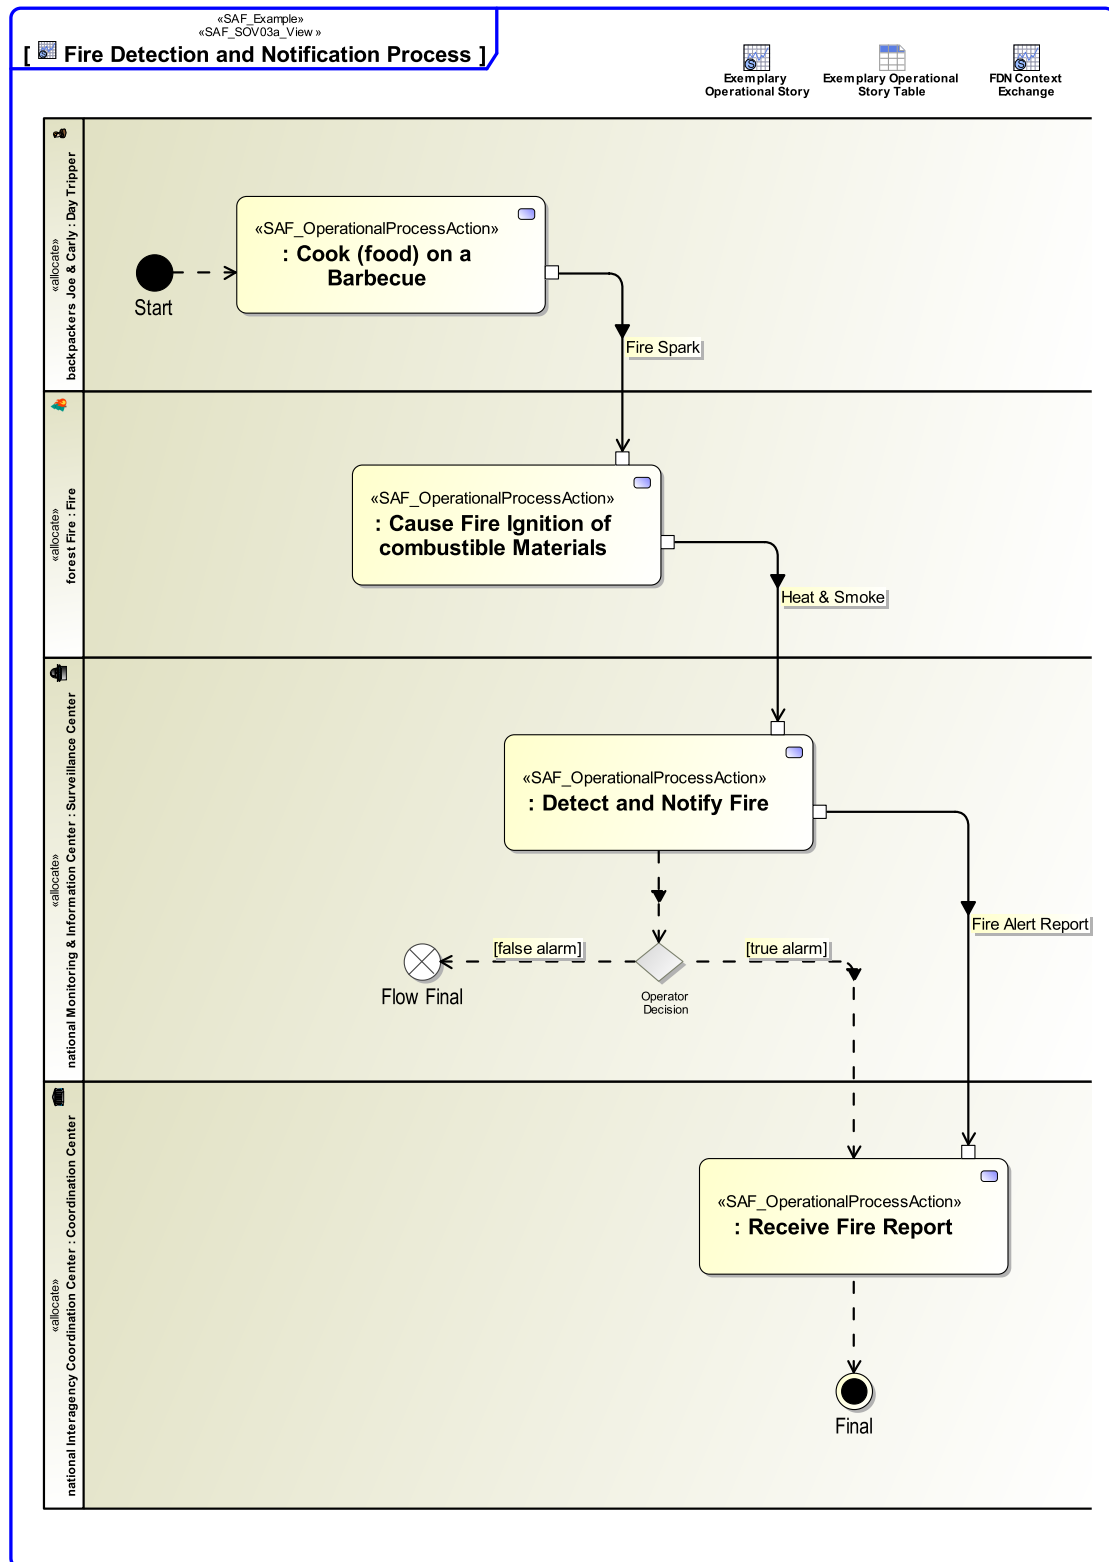 «SAF_Example»
«SAF_SOV03a_View »
[ Fire Detection and Notification Process ]
Exemplary
Operational Story
Exemplary Operational
Story Table
FDN Context
Exchange
«allocate»
backpackers Joe & Carly : Day Tripper
Start
«SAF_OperationalProcessAction»
: Cook (food) on a
Barbecue
Fire Spark
«allocate»
forest Fire : Fire
«SAF_OperationalProcessAction»
: Cause Fire Ignition of
combustible Materials
Heat & Smoke
«allocate»
national Monitoring & Information Center : Surveillance Center
«SAF_OperationalProcessAction»
: Detect and Notify Fire
Fire Alert Report
[false alarm]
[true alarm]
Flow Final
Operator
Decision
«allocate»
national Interagency Coordination Center : Coordination Center
«SAF_OperationalProcessAction»
: Receive Fire Report
Final